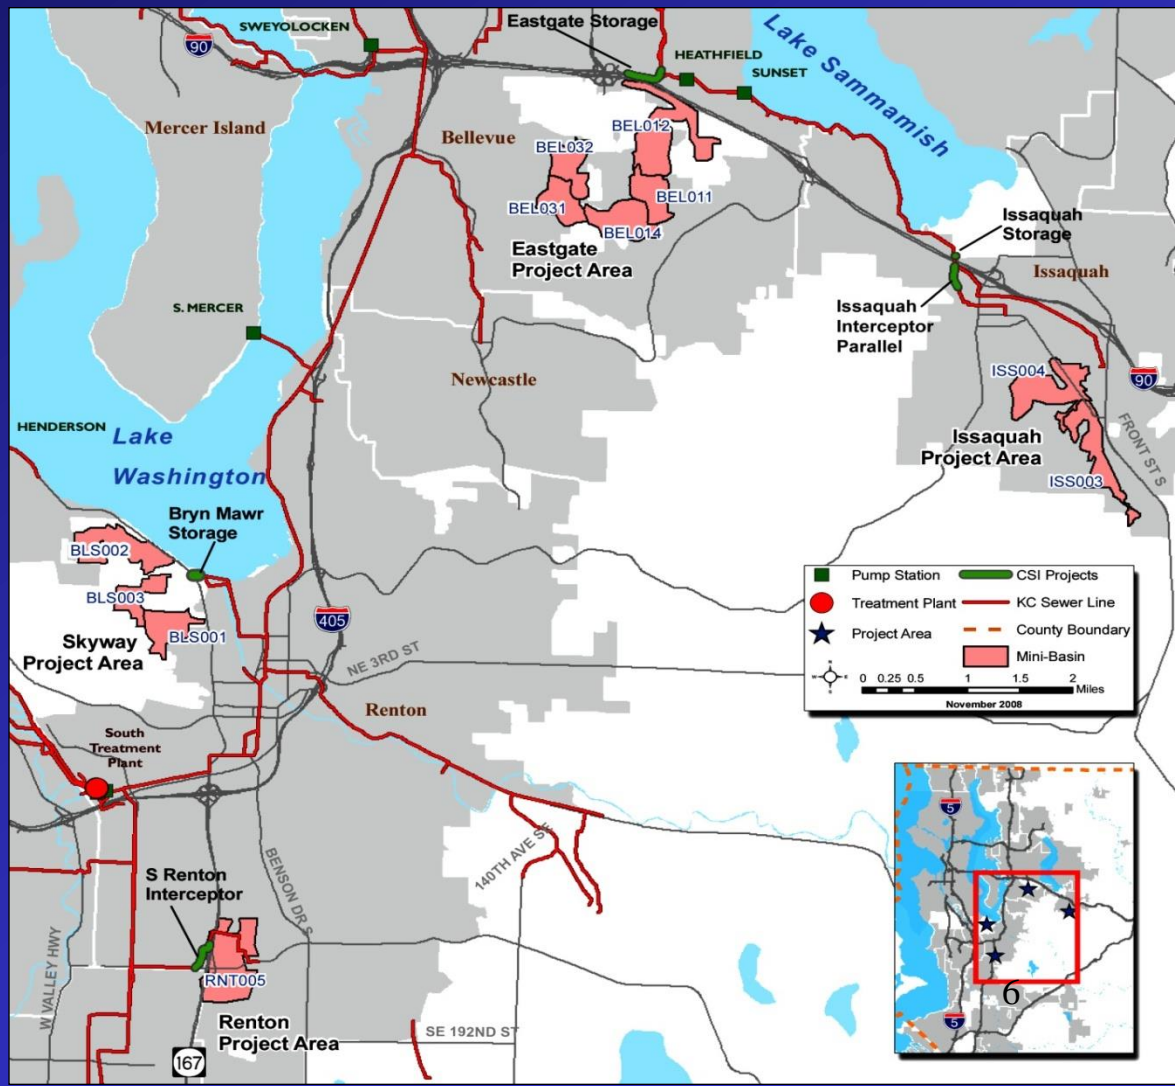 Eastgate Storage
SWEYOLOCKEN
90
HEATHFIELD
SUNSET
Lake Sammamish
Mercer Island
Bellevue
BEL012
BEL032
BEL031
BEL011
BEL014
Eastgate
Project Area
Issaquah
Storage
Issaquah
Issaquah
Interceptor
Parallel
S. MERCER
Newcastle
ISS004
90
FRONT ST S
Issaquah
Project Area
ISS003
HENDERSON
Lake
Washington
Bryn Mawr
Storage
BLS002
BLS003
BLS001
Skyway
Project Area
405
NE 3RD ST
Renton
South
Treatment
Plant
S Renton
Interceptor
BENSON DR S
140TH AVE SE
W VALLEY HWY
RNT005
Renton
Project Area
SE 192ND ST
167
Pump Station
CSI Projects
Treatment Plant
KC Sewer Line
Project Area
County Boundary
Mini-Basin
N
W
E
S
0 0.25 0.5 1 1.5 2
Miles
November 2008
5
5
6